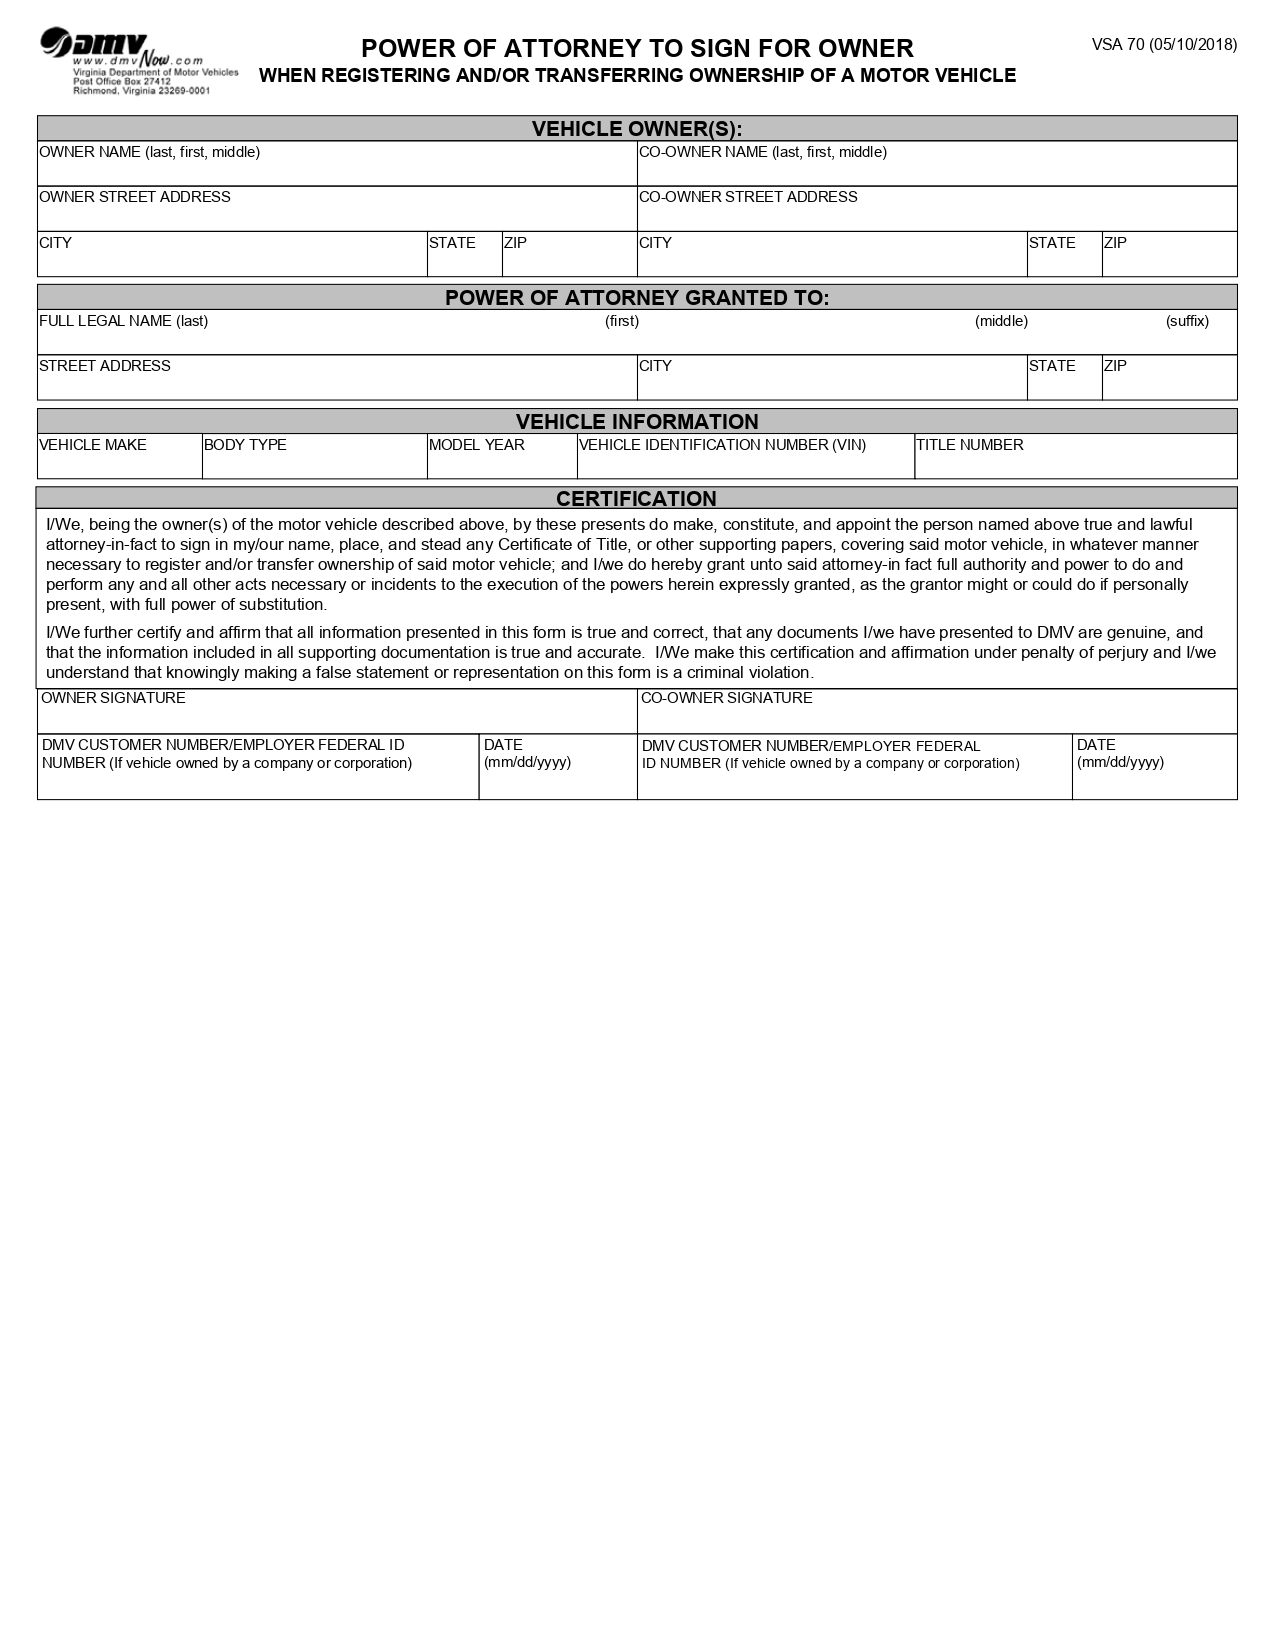 DMV
www.dmvNow.com
Virginia Department of Motor Vehicles
Post Office Box 27412
Richmond, Virginia 23269-0001
POWER OF ATTORNEY TO SIGN FOR OWNER
WHEN REGISTERING AND/OR TRANSFERRING OWNERSHIP OF A MOTOR VEHICLE
VSA 70 (05/10/2018)
VEHICLE OWNER(S):
OWNER NAME (last, first, middle) CO-OWNER NAME (last, first, middle)
OWNER STREET ADDRESS CO-OWNER STREET ADDRESS
CITY STATE ZIP CITY STATE ZIP
POWER OF ATTORNEY GRANTED TO:
FULL LEGAL NAME (last) (first) (middle) (suffix)
STREET ADDRESS CITY STATE ZIP
VEHICLE INFORMATION
VEHICLE MAKE BODY TYPE MODEL YEAR VEHICLE IDENTIFICATION NUMBER (VIN) TITLE NUMBER
CERTIFICATION
I/We, being the owner(s) of the motor vehicle described above, by these presents do make, constitute, and appoint the person named above true and lawful
attorney-in-fact to sign in my/our name, place, and stead any Certificate of Title, or other supporting papers, covering said motor vehicle, in whatever manner
necessary to register and/or transfer ownership of said motor vehicle; and I/we do hereby grant unto said attorney-in fact full authority and power to do and
perform any and all other acts necessary or incidents to the execution of the powers herein expressly granted, as the grantor might or could do if personally
present, with full power of substitution.
I/We further certify and affirm that all information presented in this form is true and correct, that any documents I/we have presented to DMV are genuine, and
that the information included in all supporting documentation is true and accurate. I/We make this certification and affirmation under penalty of perjury and I/we
understand that knowingly making a false statement or representation on this form is a criminal violation.
OWNER SIGNATURE CO-OWNER SIGNATURE
DMV CUSTOMER NUMBER/EMPLOYER FEDERAL ID
NUMBER (If vehicle owned by a company or corporation)
DATE
(mm/dd/yyyy)
DMV CUSTOMER NUMBER/EMPLOYER FEDERAL
ID NUMBER (If vehicle owned by a company or corporation)
DATE
(mm/dd/yyyy)